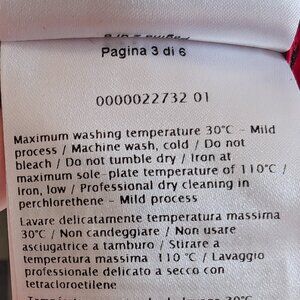 Pagina 3 di 6
0000022732 01
Maximum washing temperature 30°C - Mild
process / Machine wash, cold / Do not
bleach / Do not tumble dry / Iron at
maximum sole-plate temperature of 110°C /
Iron, low / Professional dry cleaning in
perchlorethene - Mild process
Lavare delicatamente temperatura massima
30°C / Non candeggiare / Non usare
asciugatrice a tamburo / Stirare a
temperatura massima 110 °C / Lavaggio
professionale delicato a secco con
tetracloroetilene